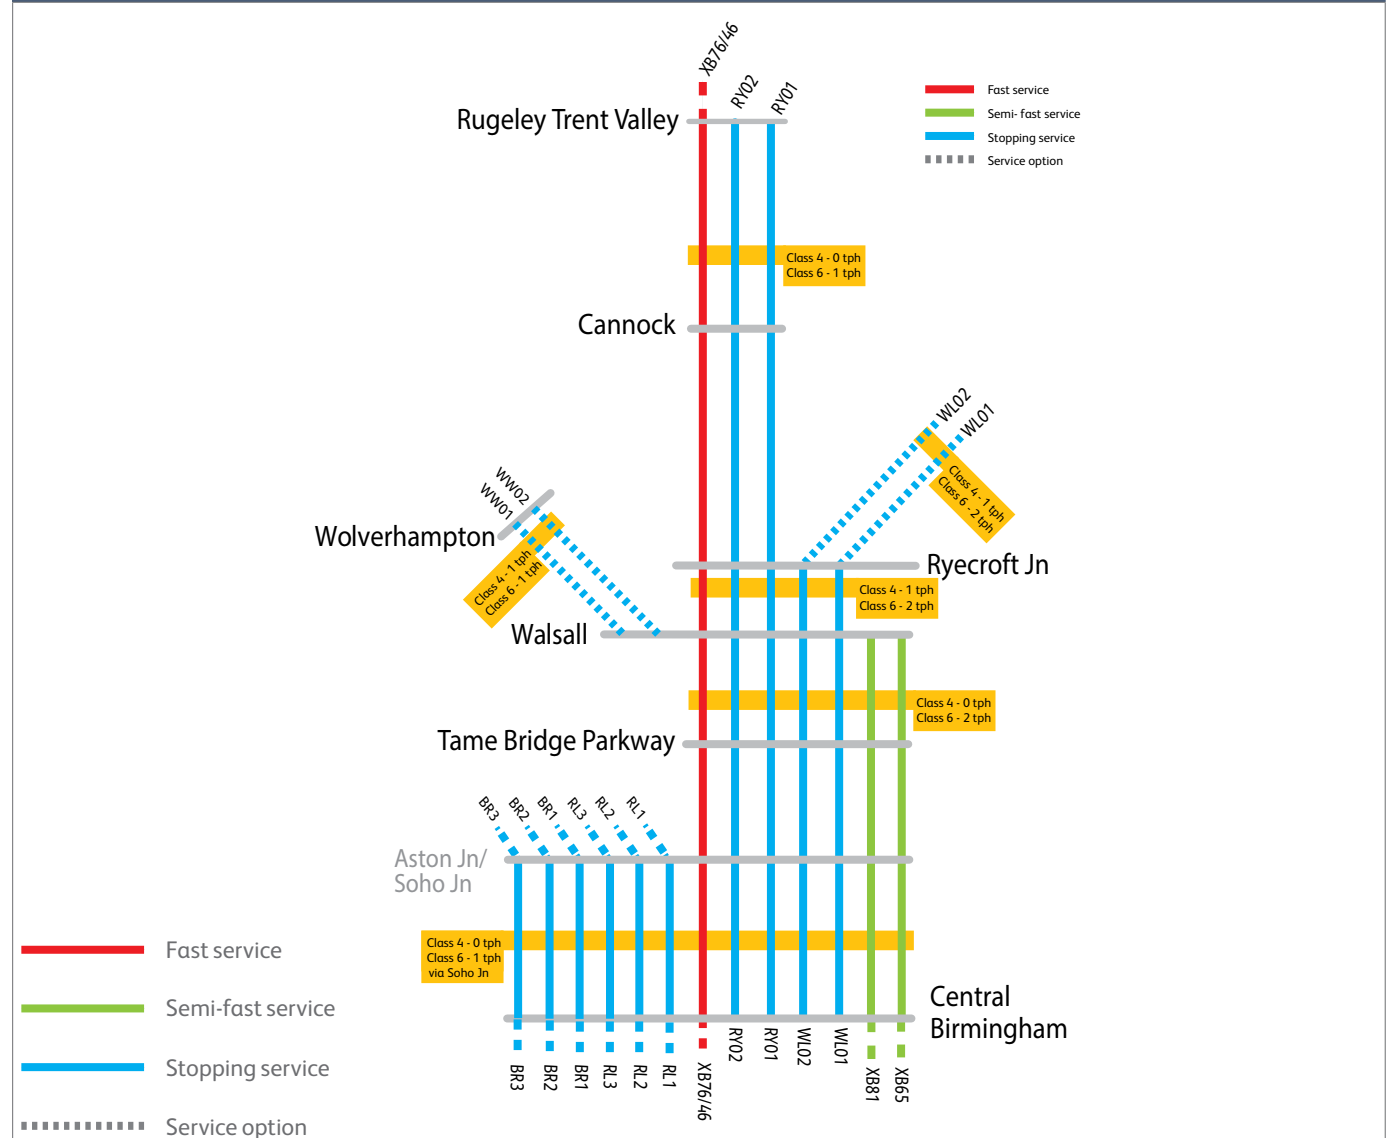 XB76/46
RY02
RY01
Rugeley Trent Valley
Fast service
Semi- fast service
Stopping service
Service option
Class 4 - 0 tph
Class 6 - 1 tph
Cannock
WL02
WL01
Class 4 - 1 tph
Class 6 - 2 tph
WW02
WW01
Wolverhampton
Class 4 - 1 tph
Class 6 - 1 tph
Ryecroft Jn
Class 4 - 1 tph
Class 6 - 2 tph
Walsall
Class 4 - 0 tph
Class 6 - 2 tph
Tame Bridge Parkway
BR3
BR2
BR1
RL3
RL2
RL1
Aston Jn/
Soho Jn
Class 4 - 0 tph
Class 6 - 1 tph
via Soho Jn
Central
Birmingham
BR3
BR2
BR1
RL3
RL2
RL1
XB76/46
RY02
RY01
WL02
WL01
XB81
XB65
Fast service
Semi-fast service
Stopping service
Service option